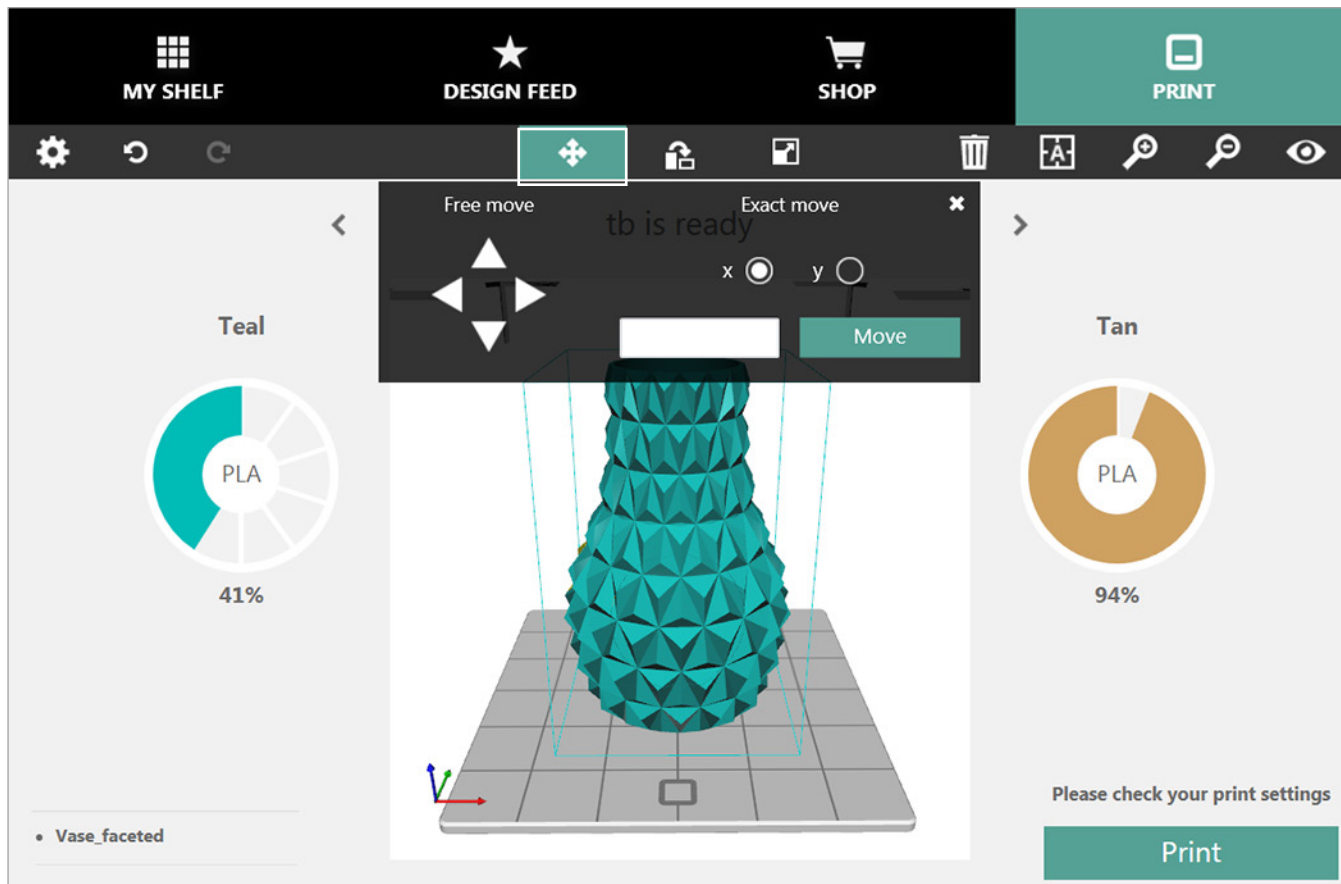 MY SHELF
DESIGN FEED
SHOP
PRINT
A
Free move
Exact move
tb is ready
x
y
Move
Teal
Tan
PLA
PLA
41%
94%
Please check your print settings
• Vase_faceted
Print